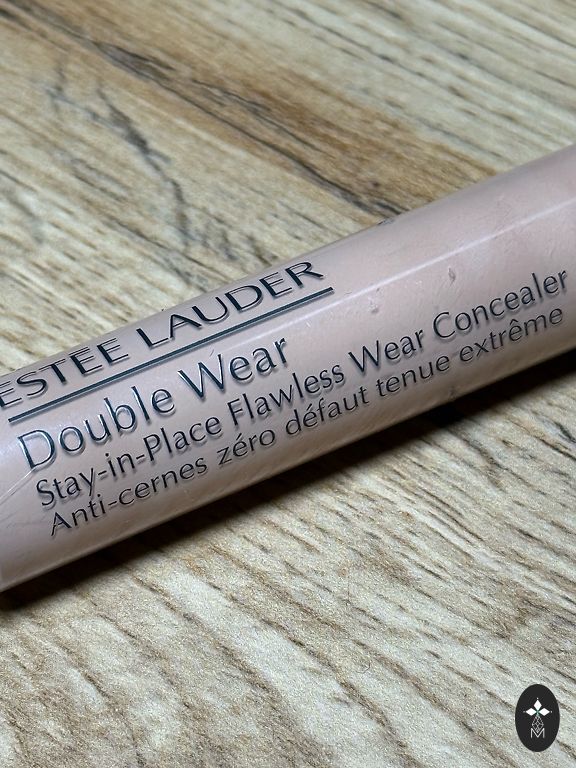 ESTĒE LAUDER
Double Wear
Stay-in-Place Flawless Wear Concealer
Anti-cernes zéro défaut tenue extrême
M